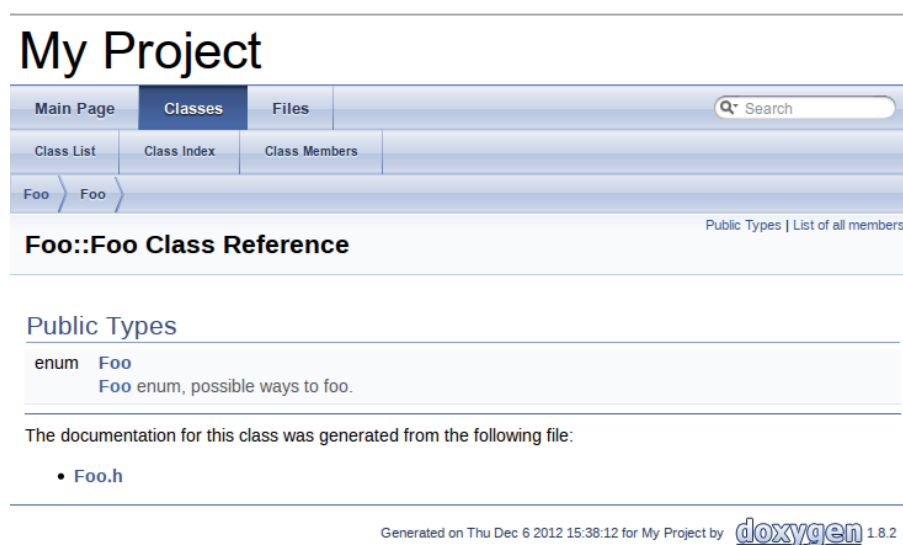 My Project
Main Page Classes Files Search
Class List Class Index Class Members
Foo Foo
Public Types | List of all members
Foo::Foo Class Reference
Public Types
enum Foo
Foo enum, possible ways to foo.
The documentation for this class was generated from the following file:
• Foo.h
Generated on Thu Dec 6 2012 15:38:12 for My Project by doxygen 1.8.2